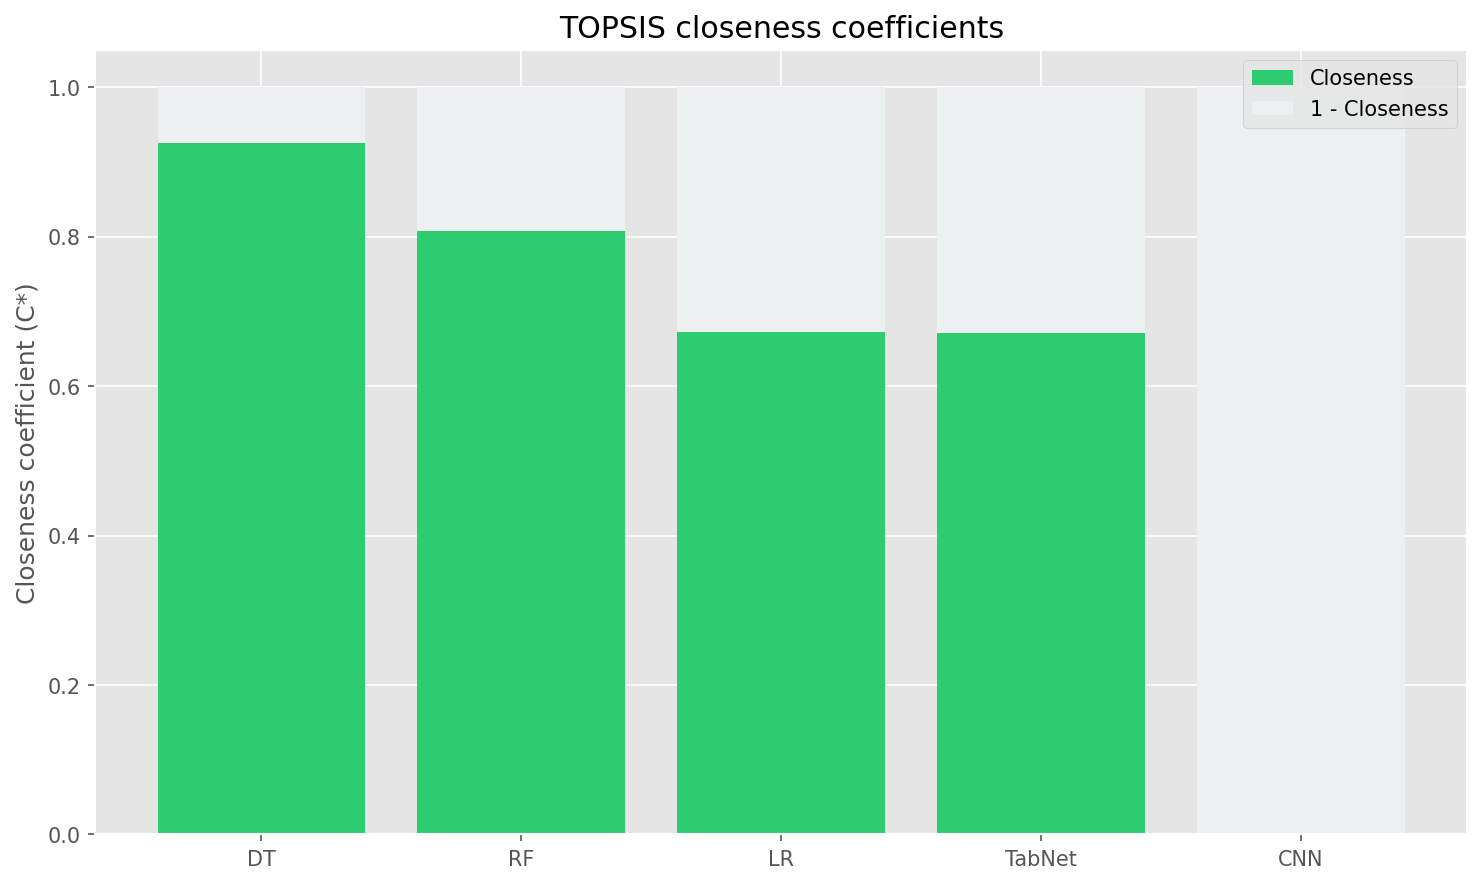 TOPSIS closeness coefficients
Closeness
1 - Closeness
Closeness coefficient (C*)
1.0
0.8
0.6
0.4
0.2
0.0
DT RF LR TabNet CNN